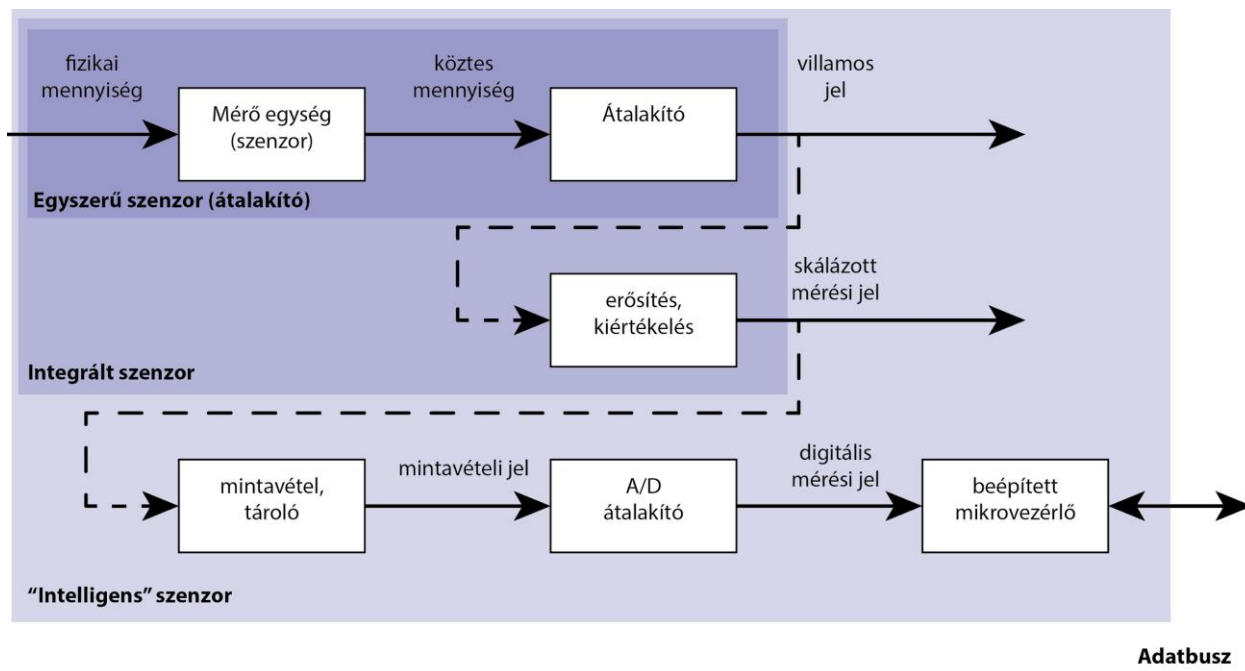 fizikai
mennyiség
köztes
mennyiség
villamos
jel
Mérő egység
(szenzor)
Átalakító
Egyszerű szenzor (átalakító)
erősítés,
kiértékelés
skálázott
mérési jel
Integrált szenzor
mintavétel,
tároló
mintavételi jel
A/D
átalakító
digitális
mérési jel
beépített
mikrovezérlő
“Intelligens” szenzor
Adatbusz